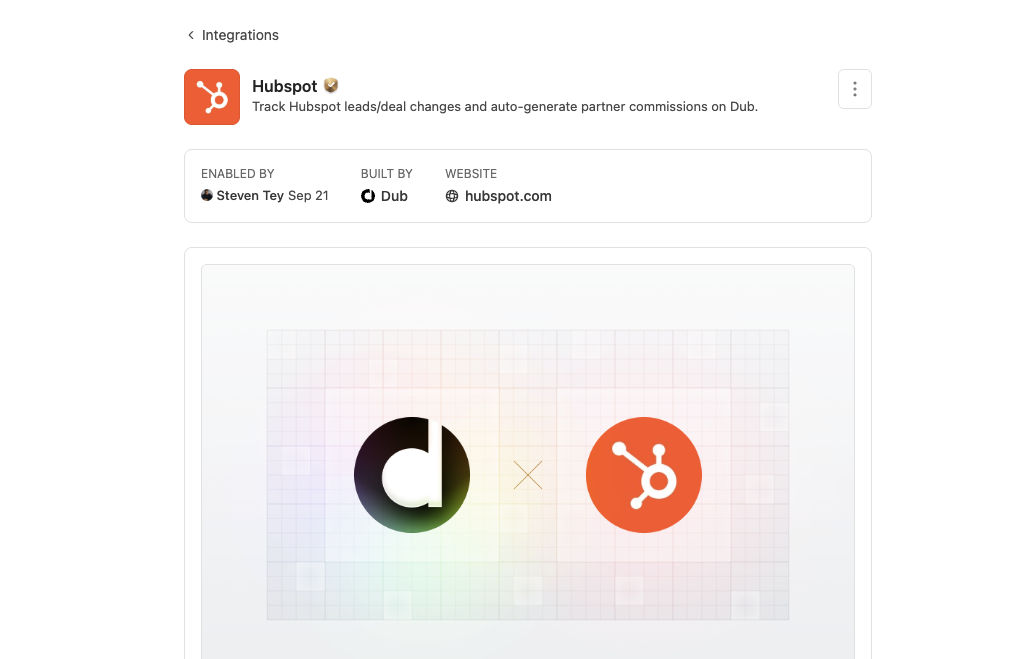 Integrations
Hubspot
Track Hubspot leads/deal changes and auto-generate partner commissions on Dub.
ENABLED BY
Steven Tey Sep 21
BUILT BY
Dub
WEBSITE
hubspot.com
d